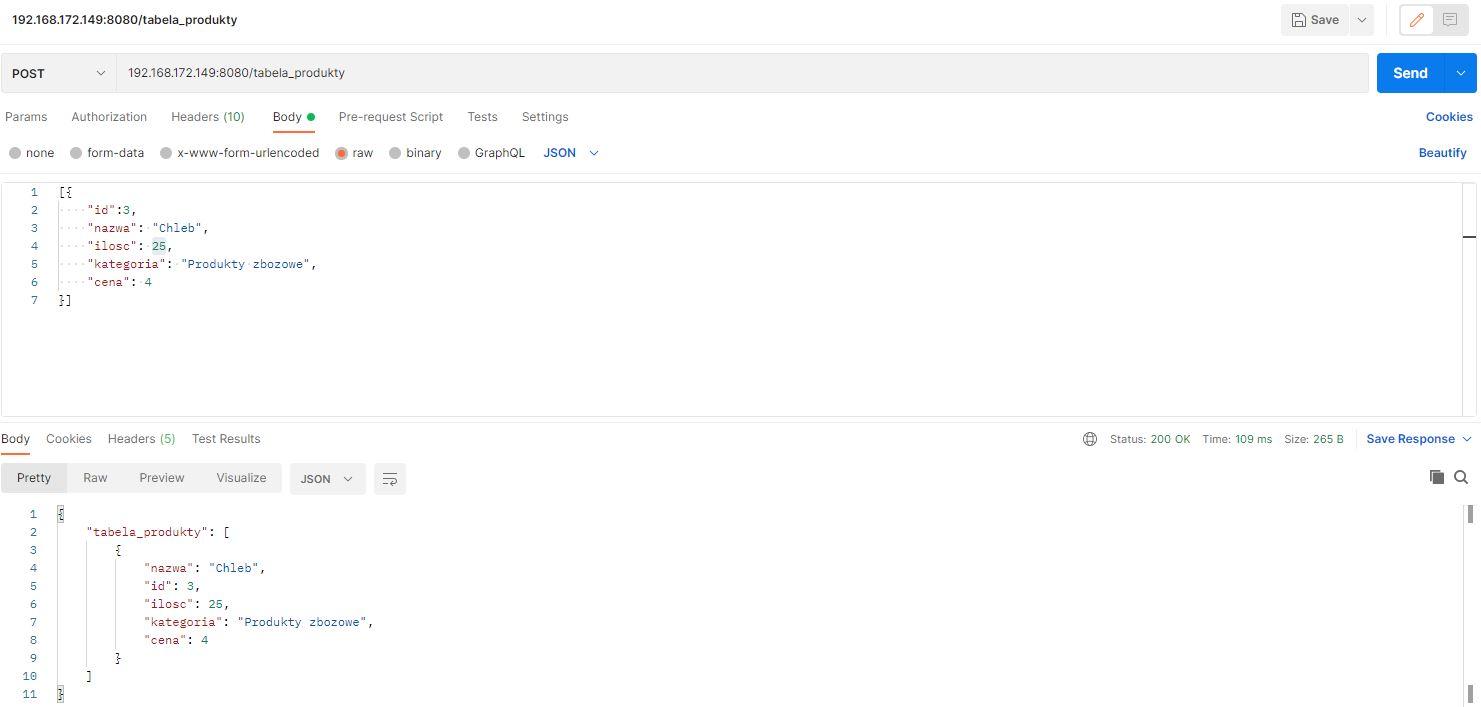 192.168.172.149:8080/tabela_produkty
Save
POST
192.168.172.149:8080/tabela_produkty
Send
Params Authorization Headers (10) Body Pre-request Script Tests Settings
Cookies
none form-data x-www-form-urlencoded raw binary GraphQL JSON
Beautify
1 [{
2 "id":3,
3 "nazwa": "Chleb",
4 "ilosc": 25,
5 "kategoria": "Produkty zbozowe",
6 "cena": 4
7 }]
Body Cookies Headers (5) Test Results
Status: 200 OK Time: 109 ms Size: 265 B Save Response
Pretty Raw Preview Visualize JSON
1 {
2 "tabela_produkty": [
3 {
4 "nazwa": "Chleb",
5 "id": 3,
6 "ilosc": 25,
7 "kategoria": "Produkty zbozowe",
8 "cena": 4
9 }
10 ]
11 }